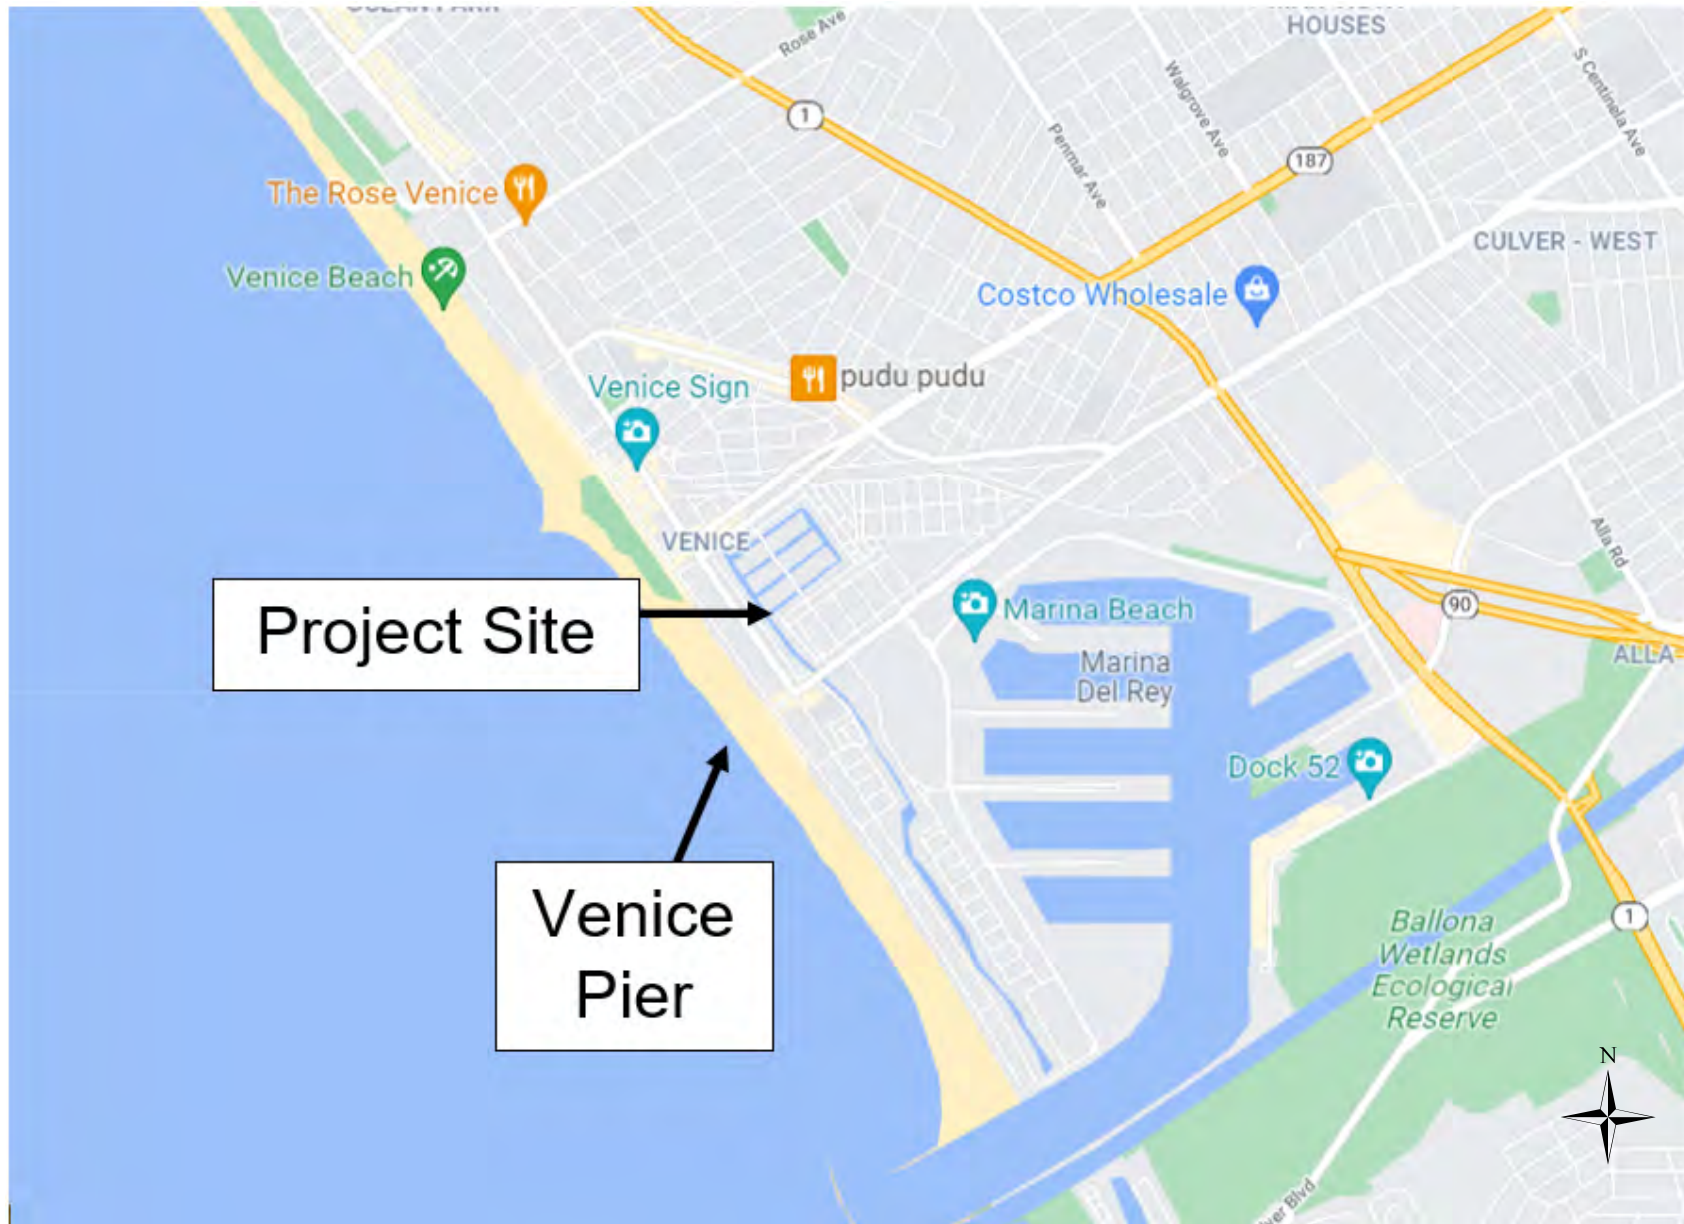 OCEAN PARK
Rose Ave
HOUSES
S Centinela Ave
1
Walgrove Ave
Penmar Ave
187
The Rose Venice
CULVER - WEST
Venice Beach
Costco Wholesale
pudu pudu
Venice Sign
VENICE
Alla Rd
Project Site
Marina Beach
90
Marina
Del Rey
ALLA
Dock 52
Venice
Pier
1
Ballona
Wetlands
Ecological
Reserve
N